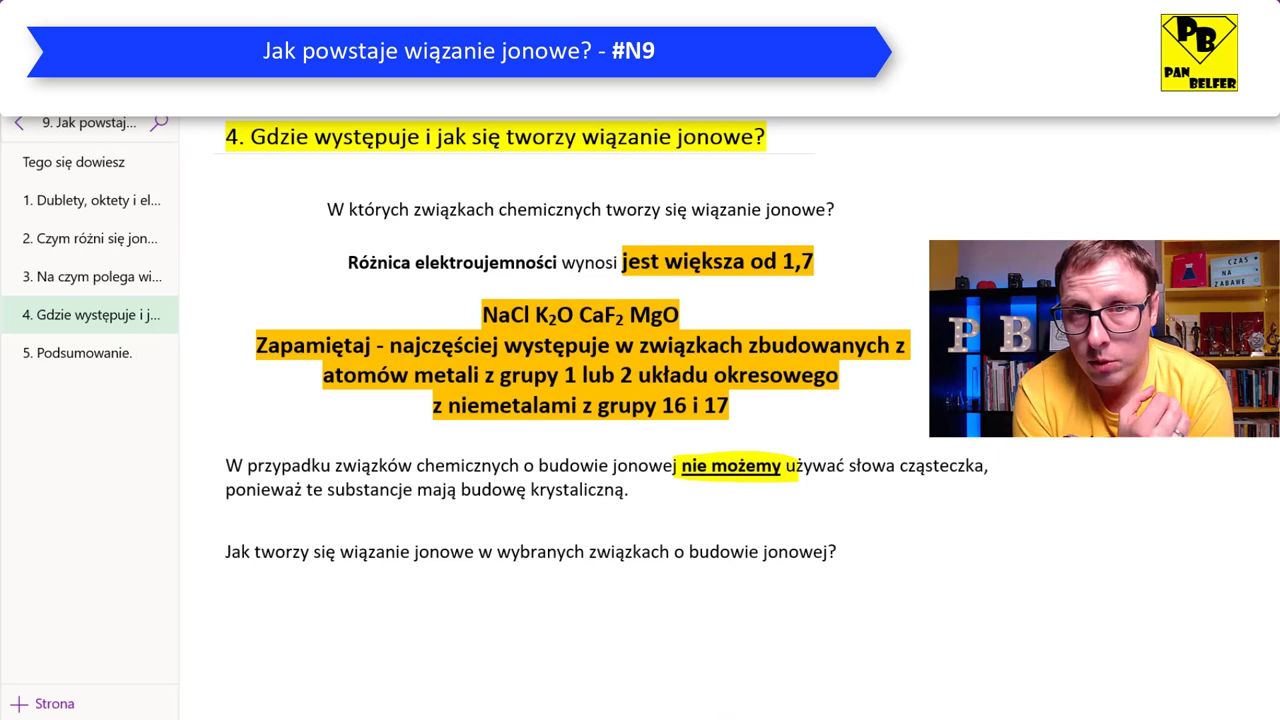 Jak powstaje wiązanie jonowe? - #N9
PB
PAN
BELFER
9. Jak powstaj...
Tego się dowiesz
1. Dublety, oktety i el...
2. Czym różni się jon...
3. Na czym polega wi...
4. Gdzie występuje i j...
5. Podsumowanie.
Strona
4. Gdzie występuje i jak się tworzy wiązanie jonowe?
W których związkach chemicznych tworzy się wiązanie jonowe?
Różnica elektroujemności wynosi jest większa od 1,7
NaCl K₂O CaF₂ MgO
Zapamiętaj - najczęściej występuje w związkach zbudowanych z
atomów metali z grupy 1 lub 2 układu okresowego
z niemetalami z grupy 16 i 17
W przypadku związków chemicznych o budowie jonowej nie możemy używać słowa cząsteczka,
ponieważ te substancje mają budowę krystaliczną.
Jak tworzy się wiązanie jonowe w wybranych związkach o budowie jonowej?
CZAS
NA
ZABAWE
P B